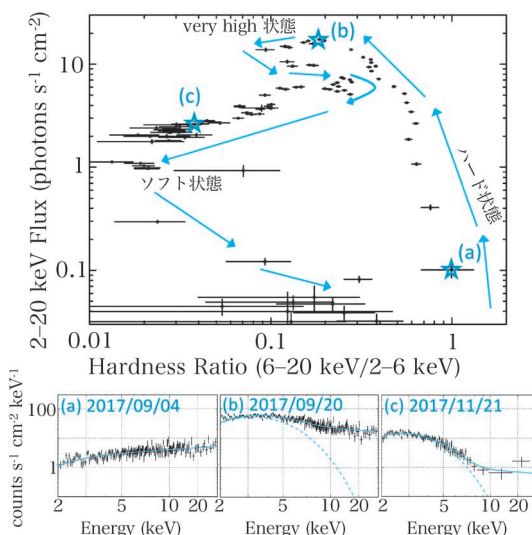 very high 状態
(b)
10
(c)
2–20 keV Flux (photons s-1 cm-2)
1
ソフト状態
ハード状態
(a)
0.1
0.01 0.1 1
Hardness Ratio (6–20 keV/2–6 keV)
counts s-1 cm-2 keV-1
100
1
(a) 2017/09/04 (b) 2017/09/20 (c) 2017/11/21
2 5 10 20 2 5 10 20 2 5 10 20
Energy (keV) Energy (keV) Energy (keV)